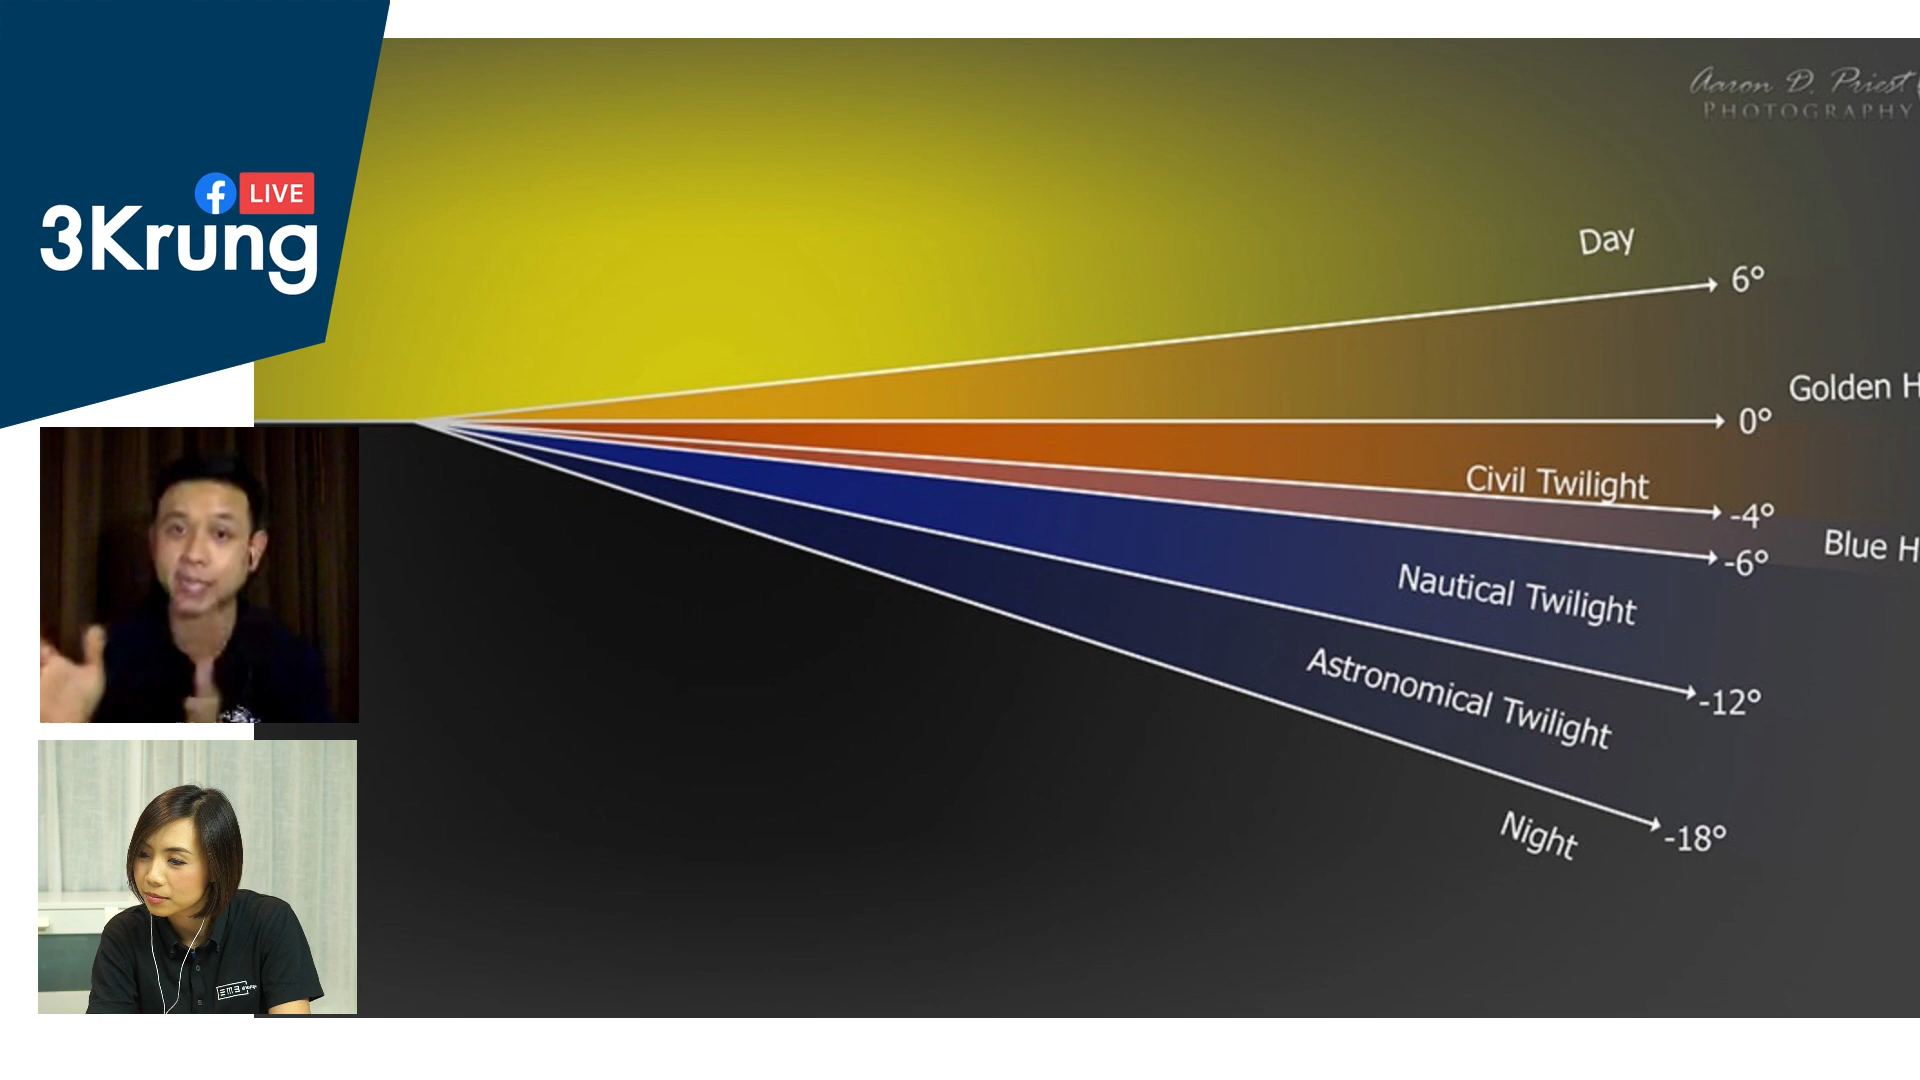 LIVE
3Krung
Aaron D. Priest
PHOTOGRAPHY
Day
6°
Golden H
0°
Civil Twilight
-4°
Blue H
-6°
Nautical Twilight
-12°
Astronomical Twilight
-18°
Night